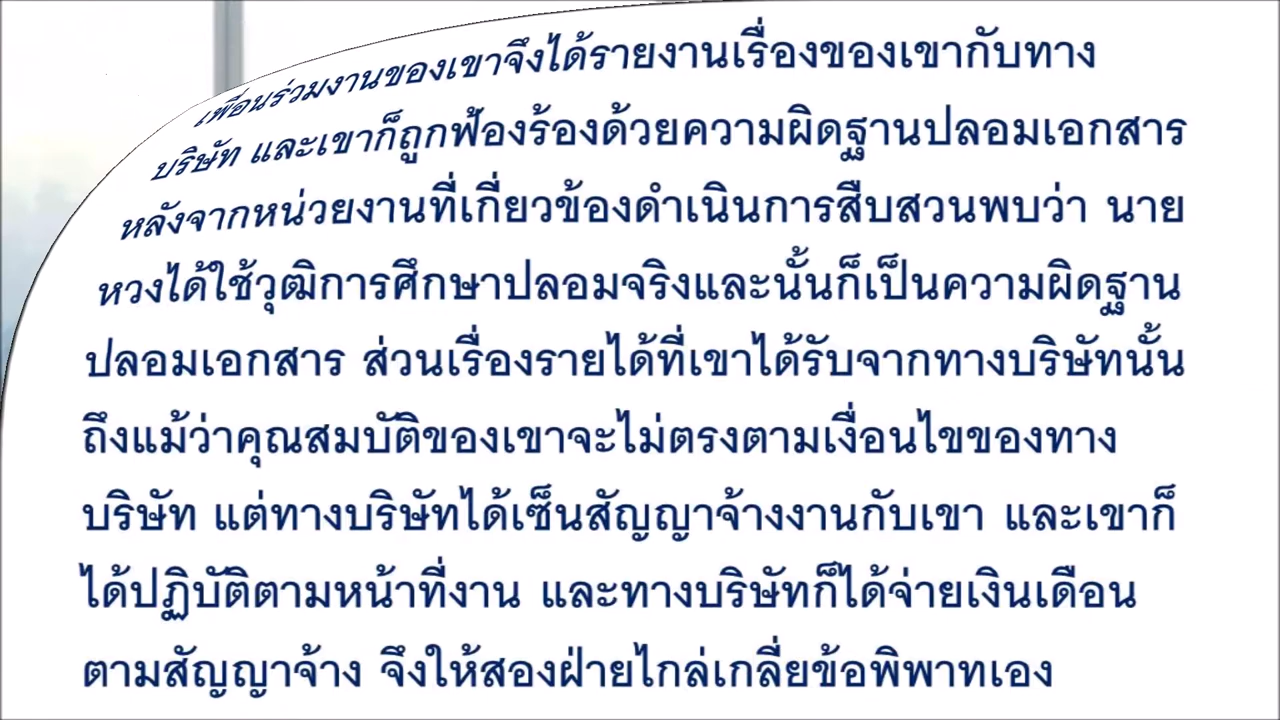 เพื่อนร่วมงานของเขาจึงได้รายงานเรื่องของเขากับทาง
บริษัท และเขาก็ถูกฟ้องร้องด้วยความผิดฐานปลอมเอกสาร
หลังจากหน่วยงานที่เกี่ยวข้องดำเนินการสืบสวนพบว่า นาย
หวงได้ใช้วุฒิการศึกษาปลอมจริงและนั้นก็เป็นความผิดฐาน
ปลอมเอกสาร ส่วนเรื่องรายได้ที่เขาได้รับจากทางบริษัทนั้น
ถึงแม้ว่าคุณสมบัติของเขาจะไม่ตรงตามเงื่อนไขของทาง
บริษัท แต่ทางบริษัทได้เซ็นสัญญาจ้างงานกับเขา และเขาก็
ได้ปฏิบัติตามหน้าที่งาน และทางบริษัทก็ได้จ่ายเงินเดือน
ตามสัญญาจ้าง จึงให้สองฝ่ายไกล่เกลี่ยข้อพิพาทเอง